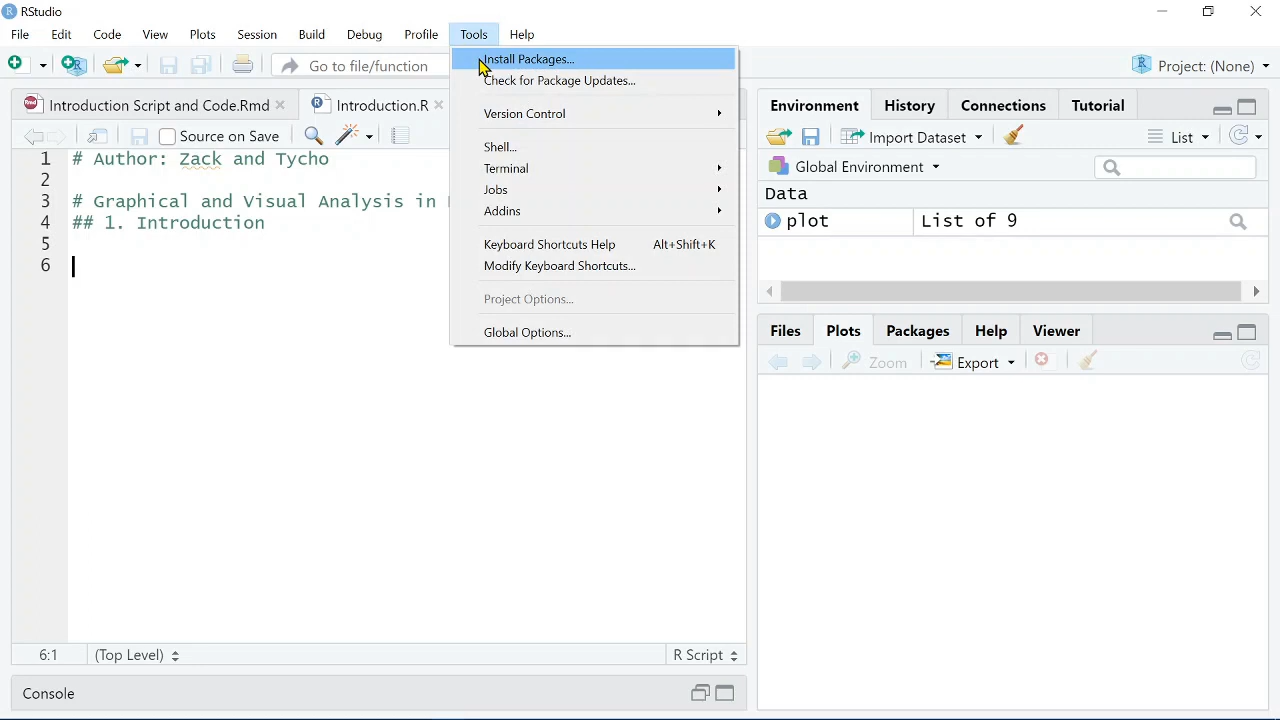 RStudio
File Edit Code View Plots Session Build Debug Profile Tools Help
Go to file/function
Project: (None)
Introduction Script and Code.Rmd
Introduction.R
Source on Save
1 # Author: Zack and Tycho
2
3 # Graphical and Visual Analysis in
4 ## 1. Introduction
5
6
6:1 (Top Level) R Script
Console
Install Packages...
Check for Package Updates...
Version Control
Shell...
Terminal
Jobs
Addins
Keyboard Shortcuts Help Alt+Shift+K
Modify Keyboard Shortcuts...
Project Options...
Global Options...
Environment History Connections Tutorial
Import Dataset List
Global Environment
Data
plot List of 9
Files Plots Packages Help Viewer
Zoom Export